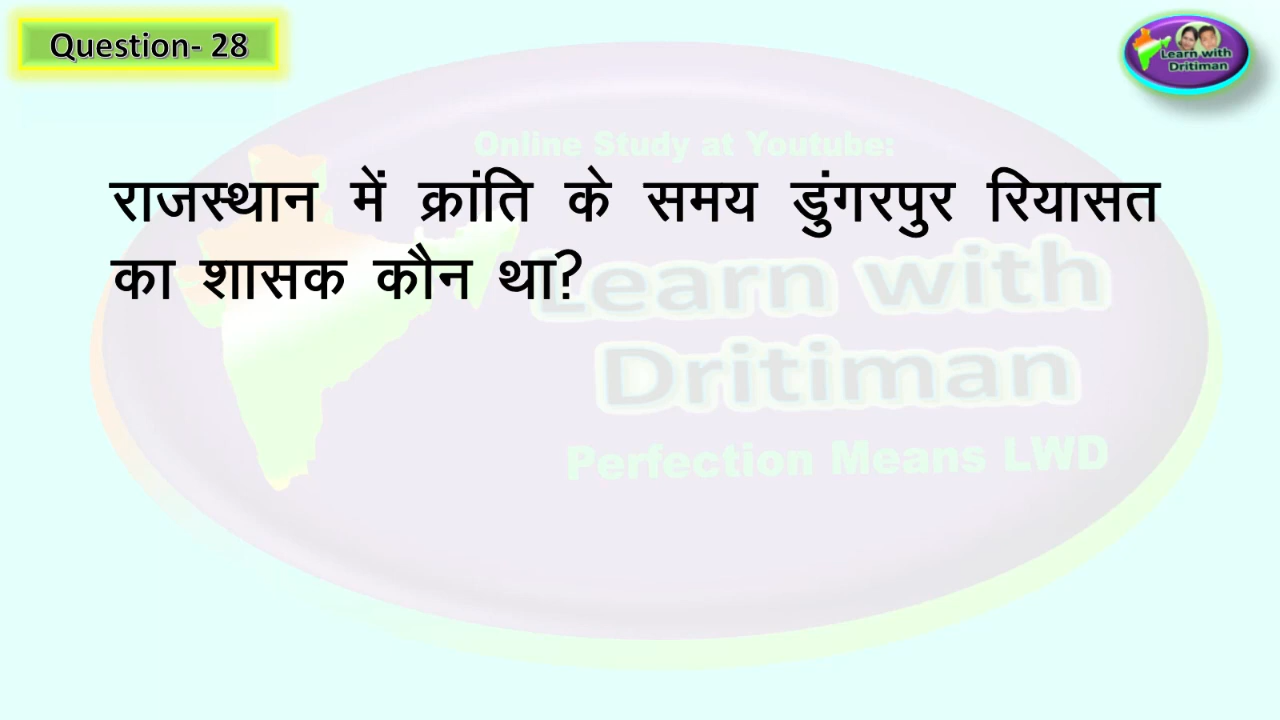 Question- 28
Learn with
Dritiman
Online Study at Youtube:
राजस्थान में क्रांति के समय डुंगरपुर रियासत
का शासक कौन था?
Learn with
Dritiman
Perfection Means LWD